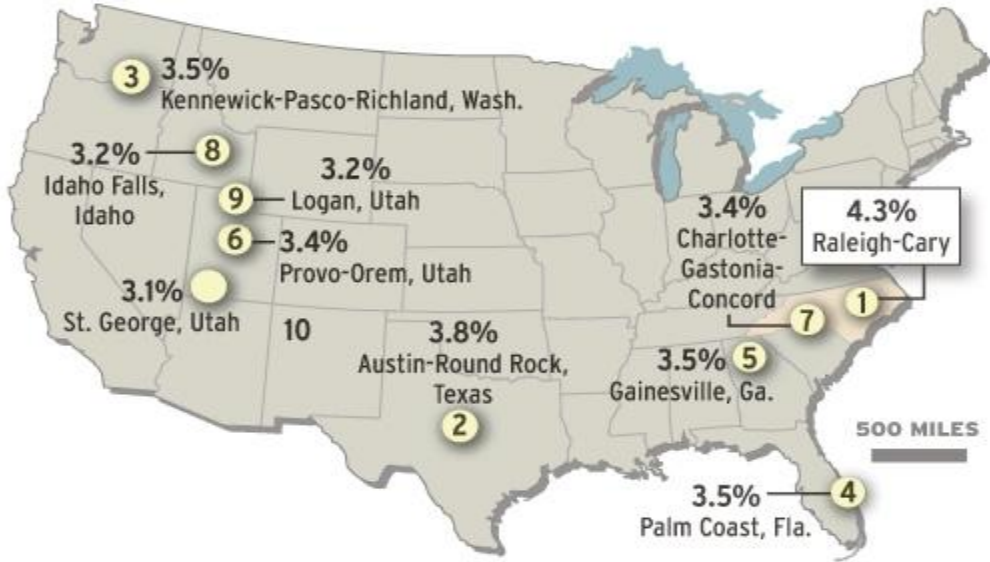 3
3.5%
Kennewick-Pasco-Richland, Wash.
3.2%
8
Idaho Falls,
Idaho
3.2%
9
Logan, Utah
6
3.4%
Provo-Orem, Utah
3.1%
St. George, Utah
10
3.8%
Austin-Round Rock,
Texas
2
3.4%
Charlotte-
Gastonia-
Concord
7
4.3%
Raleigh-Cary
1
3.5%
5
Gainesville, Ga.
500 MILES
3.5%
4
Palm Coast, Fla.